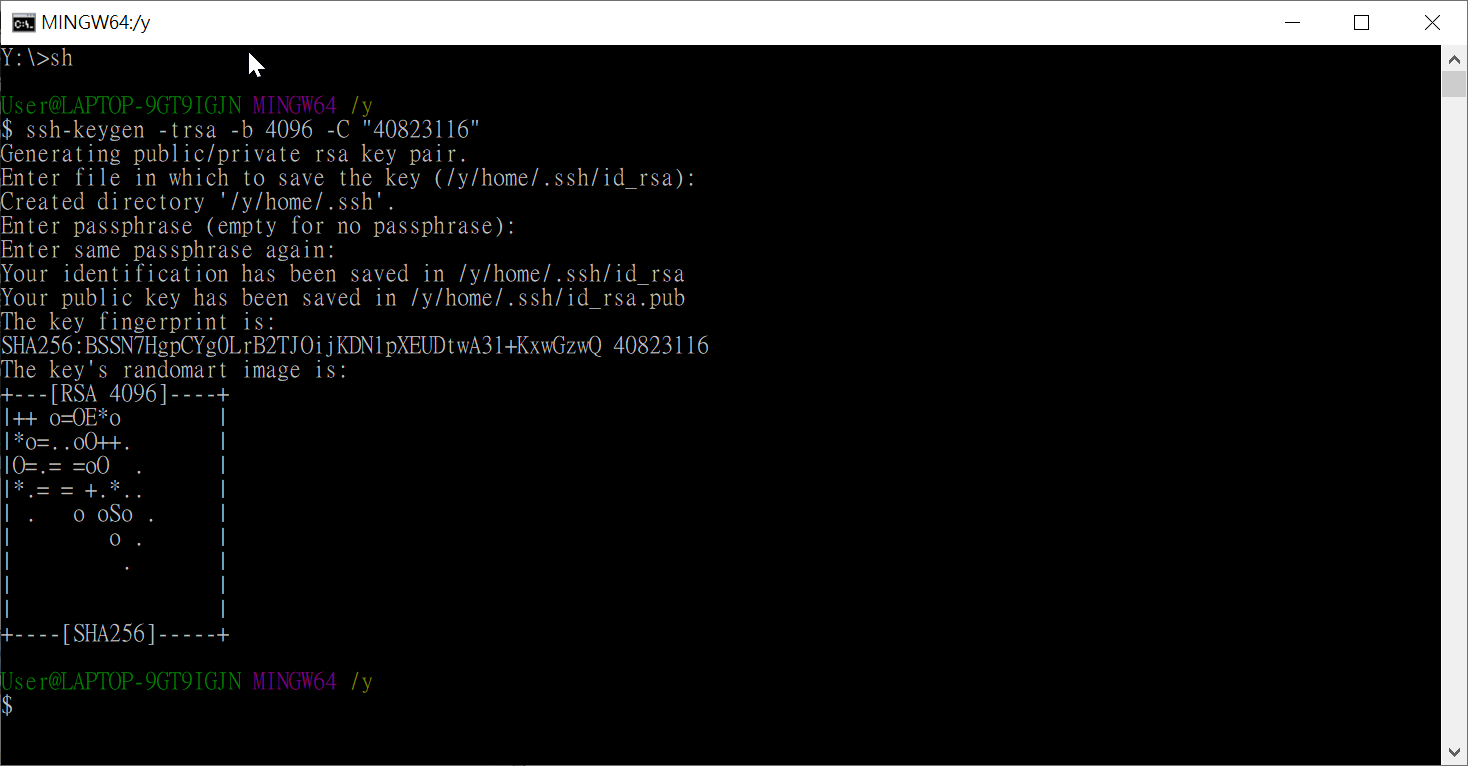 MINGW64:/y
Y:\>sh
User@LAPTOP-9GT9IGJN MINGW64 /y
$ ssh-keygen -trsa -b 4096 -C "40823116"
Generating public/private rsa key pair.
Enter file in which to save the key (/y/home/.ssh/id_rsa):
Created directory '/y/home/.ssh'.
Enter passphrase (empty for no passphrase):
Enter same passphrase again:
Your identification has been saved in /y/home/.ssh/id_rsa
Your public key has been saved in /y/home/.ssh/id_rsa.pub
The key fingerprint is:
SHA256:BSSN7HgpCYgOLrB2TJOijKDN1pXEUDtwA31+KxwGzwQ 40823116
The key's randomart image is:
+---[RSA 4096]----+
|++ o=OE*o        |
|*o=..oO++.       |
|O=.= =oO  .      |
|*.= = +.*..      |
| .   o oSo .     |
|        o .      |
|         .       |
|                 |
|                 |
+----[SHA256]-----+
User@LAPTOP-9GT9IGJN MINGW64 /y
$